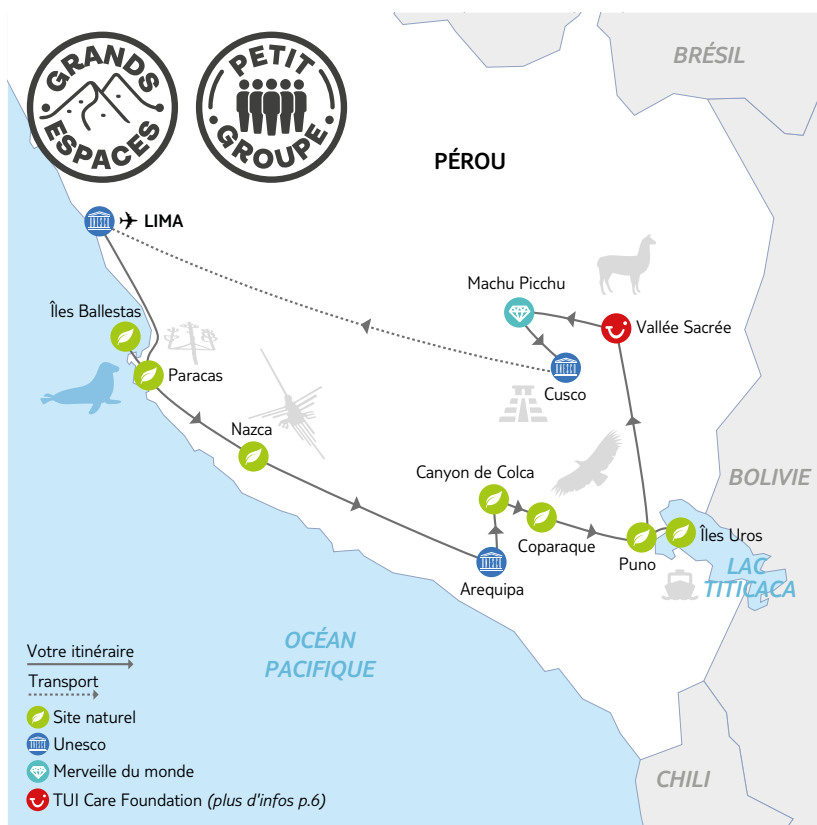 GRANDS
ESPACES
PETIT
GROUPE
BRÉSIL
PÉROU
LIMA
Machu Picchu
Îles Ballestas
Vallée Sacrée
Paracas
Cusco
Nazca
Canyon de Colca
BOLIVIE
Coparaque
Îles Uros
Puno
LAC
TITICACA
Arequipa
OCÉAN
PACIFIQUE
CHILI
Votre itinéraire
Transport
Site naturel
Unesco
Merveille du monde
TUI Care Foundation (plus d'infos p.6)